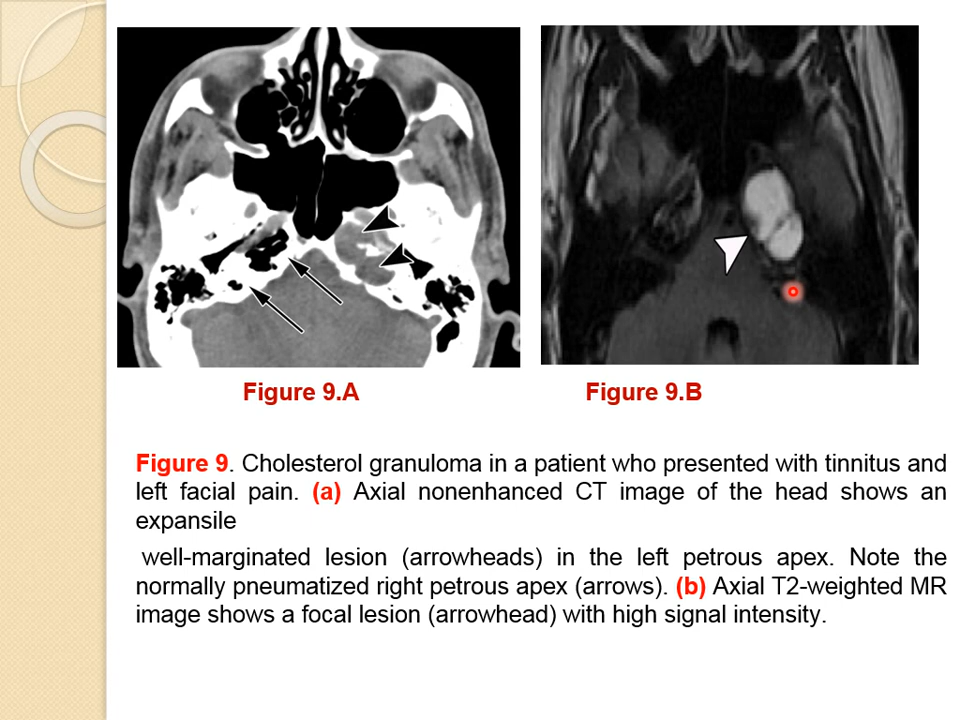 Figure 9.A
Figure 9.B
Figure 9. Cholesterol granuloma in a patient who presented with tinnitus and
left facial pain. (a) Axial nonenhanced CT image of the head shows an
expansile
well-marginated lesion (arrowheads) in the left petrous apex. Note the
normally pneumatized right petrous apex (arrows). (b) Axial T2-weighted MR
image shows a focal lesion (arrowhead) with high signal intensity.